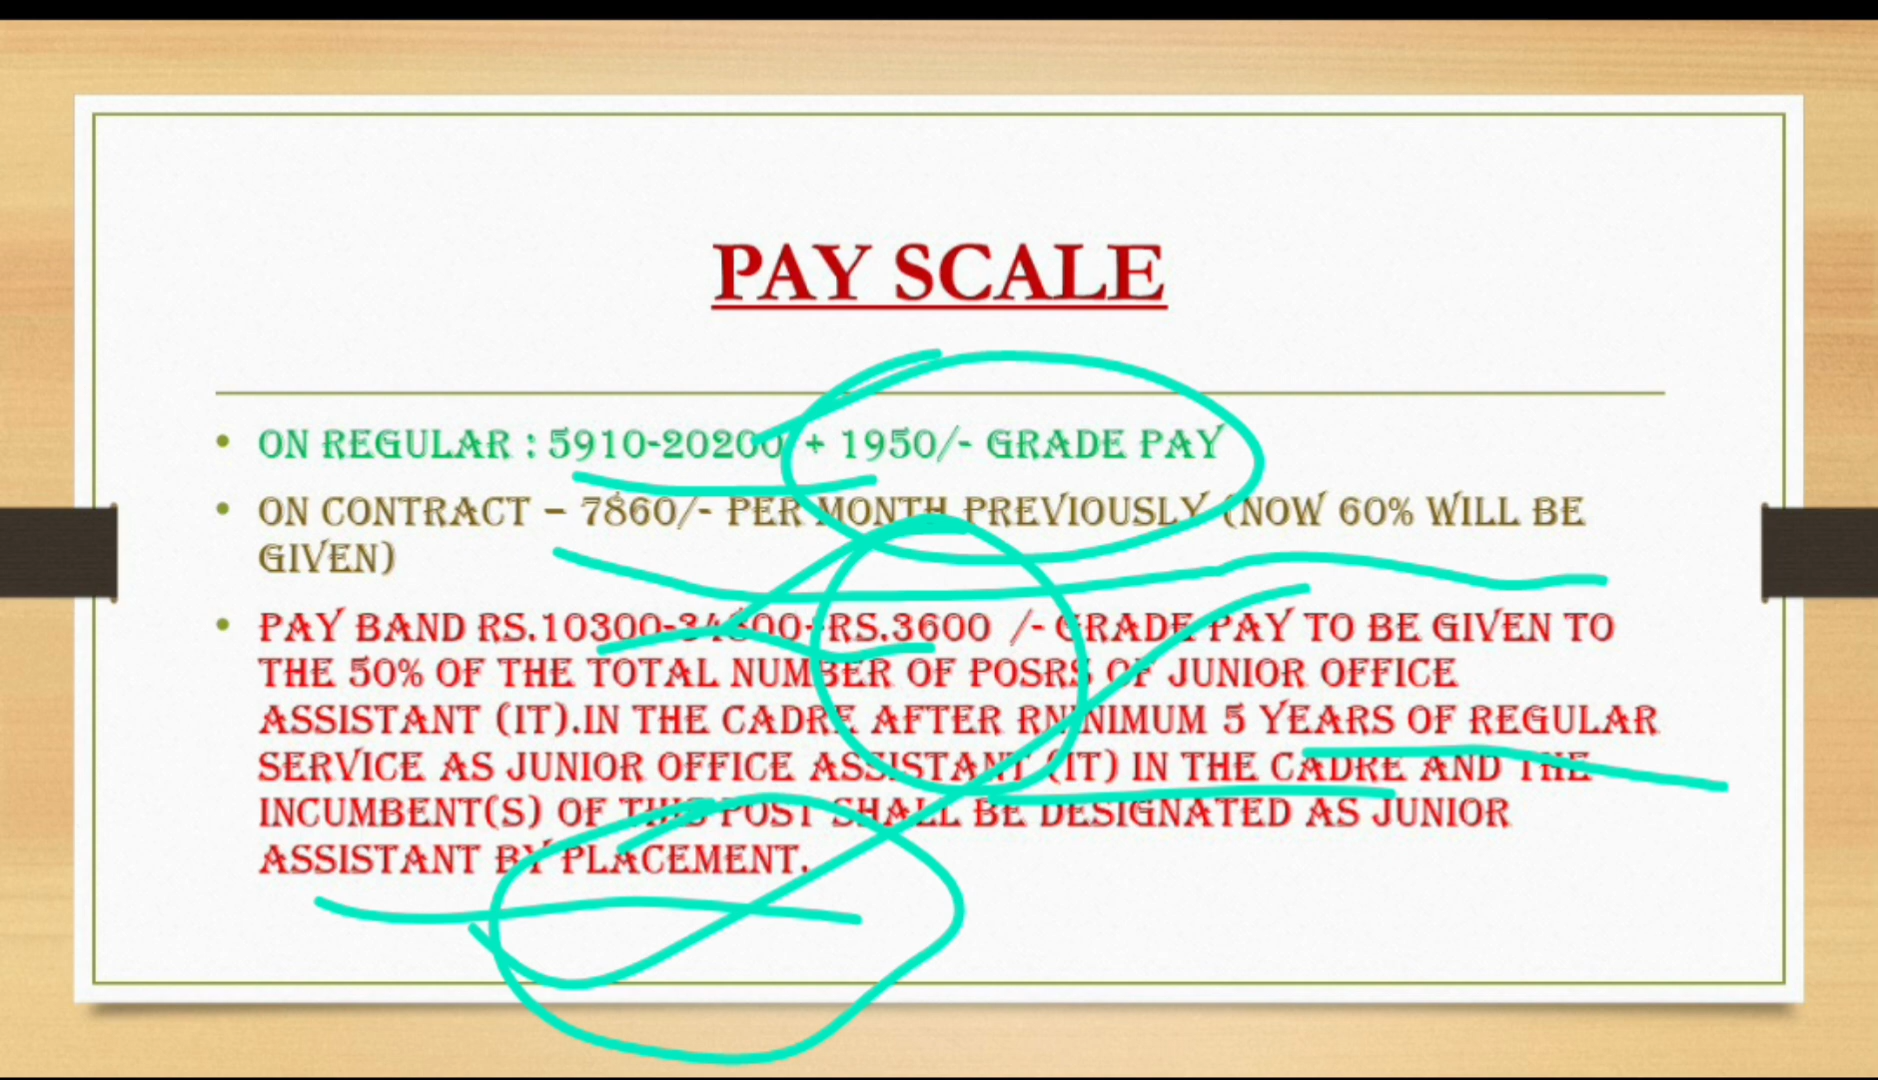 PAY SCALE
• ON REGULAR : 5910-20200 + 1950/- GRADE PAY
• ON CONTRACT – 7860/- PER MONTH PREVIOUSLY (NOW 60% WILL BE
GIVEN)
• PAY BAND RS.10300-34800+RS.3600 /- GRADE PAY TO BE GIVEN TO
THE 50% OF THE TOTAL NUMBER OF POSRS OF JUNIOR OFFICE
ASSISTANT (IT).IN THE CADRE AFTER RNINIMUM 5 YEARS OF REGULAR
SERVICE AS JUNIOR OFFICE ASSISTANT (IT) IN THE CADRE AND THE
INCUMBENT(S) OF THIS POST SHALL BE DESIGNATED AS JUNIOR
ASSISTANT BY PLACEMENT.